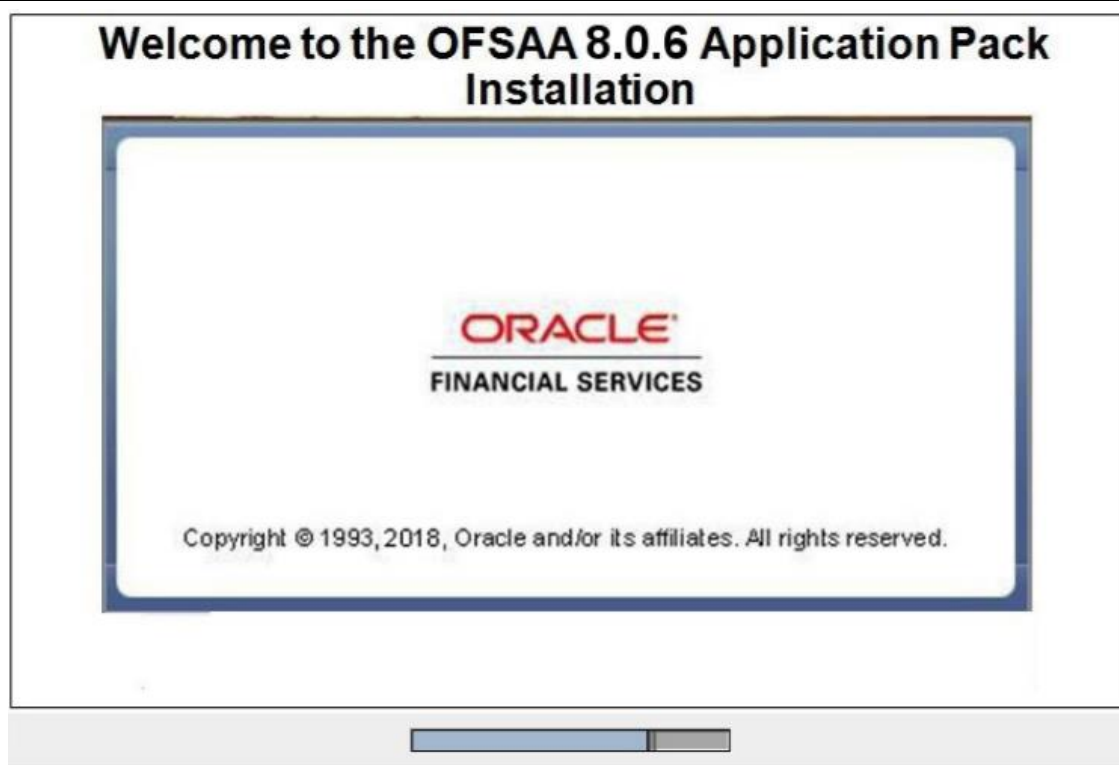 Welcome to the OFSAA 8.0.6 Application Pack
Installation
ORACLE
FINANCIAL SERVICES
Copyright © 1993, 2018, Oracle and/or its affiliates. All rights reserved.